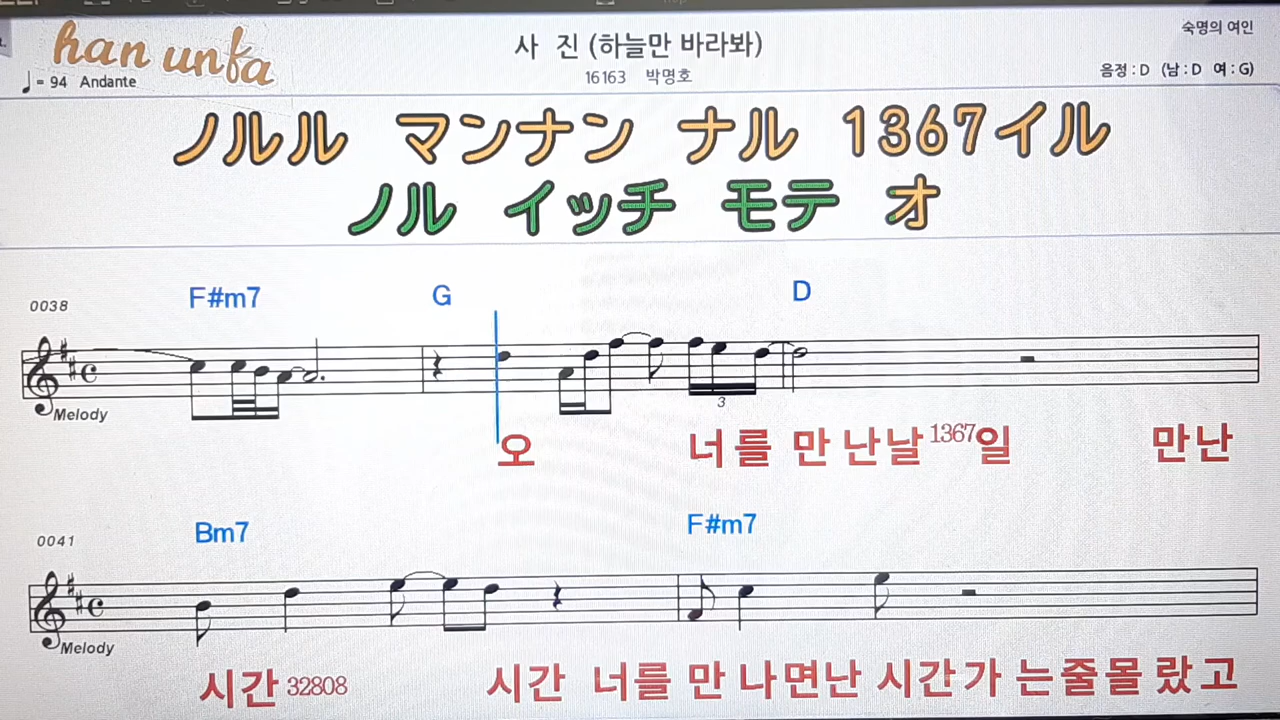 han unka
♩= 94 Andante
사 진 (하늘만 바라봐)
16163 박명호
숙명의 여인
음정 : D (남 : D 여 : G)
ノルル マンナン ナル 1367イル
ノル イッチ モテ オ
0038
F#m7 G D
Melody
3
오 너를 만난날 1367일 만난
0041
Bm7 F#m7
Melody
시간 32808 시간 너를 만나면난 시간가는줄몰랐고